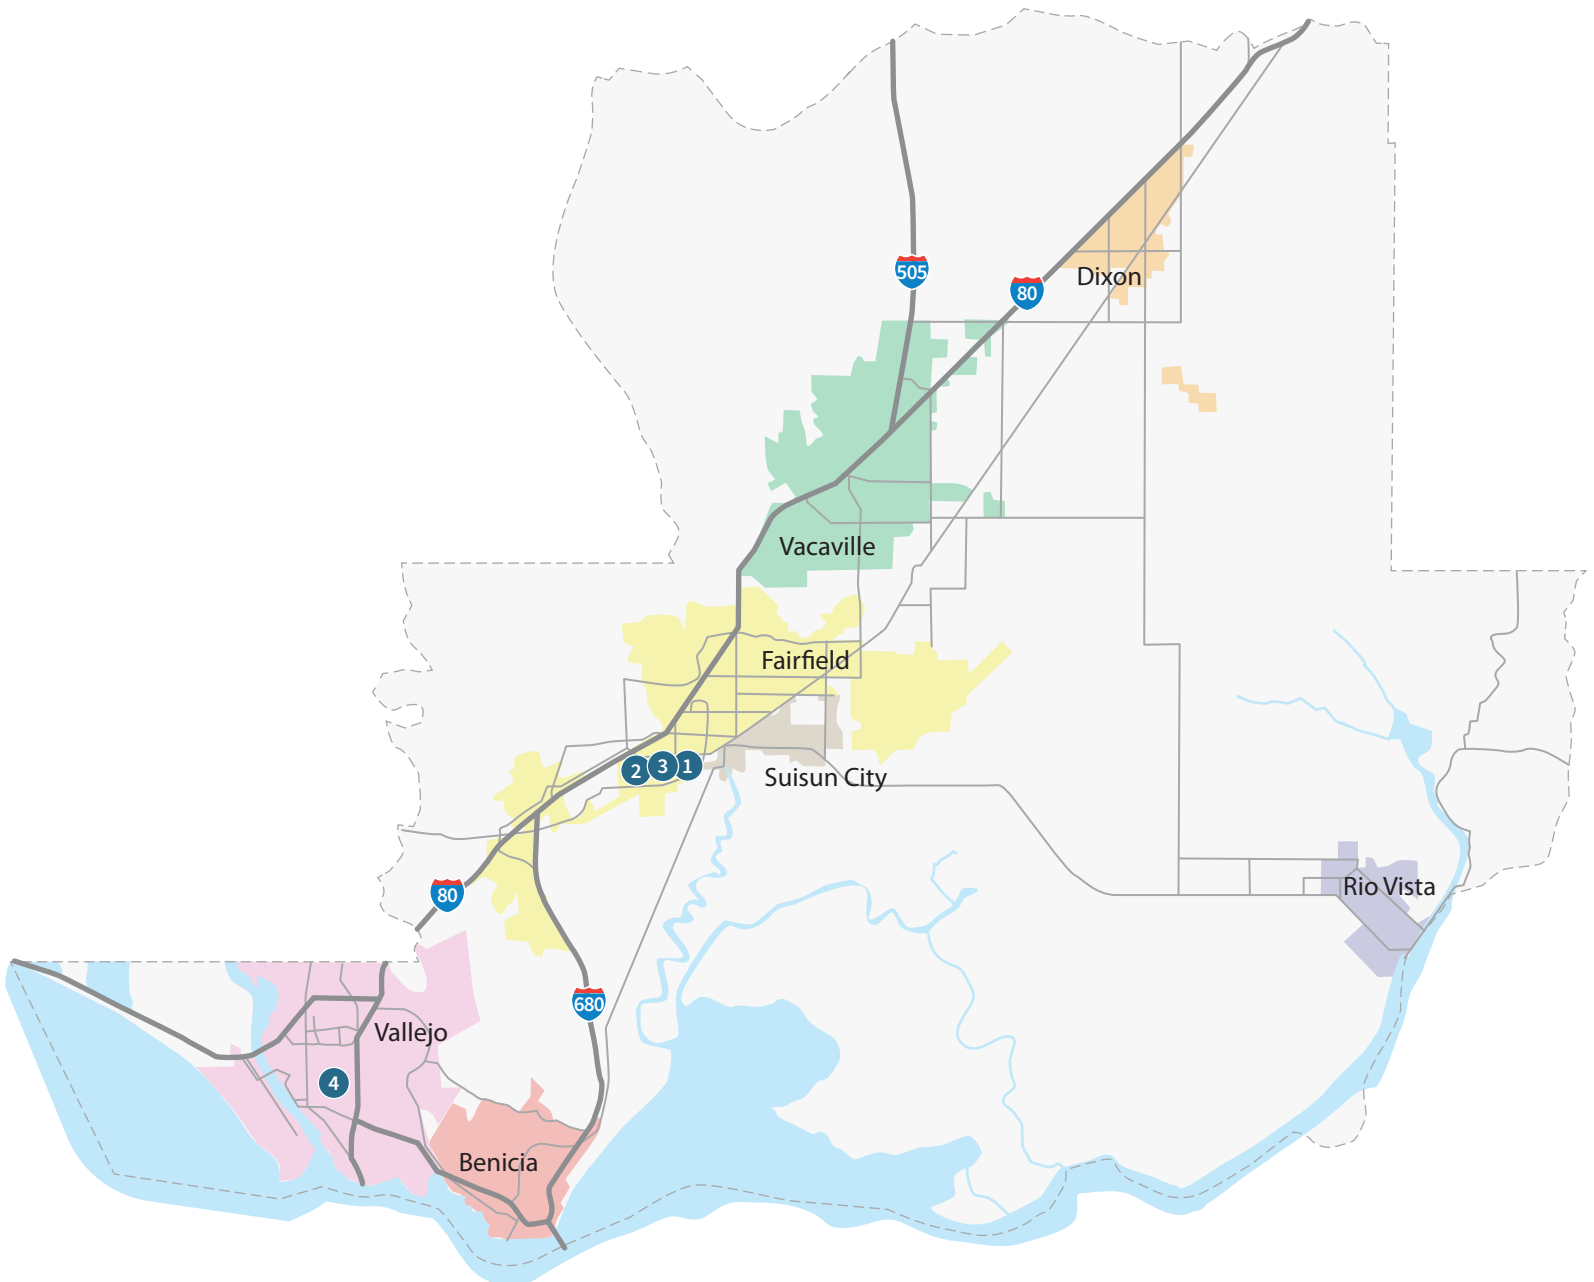 505
80
Dixon
Vacaville
Fairfield
2 3 1
Suisun City
80
Rio Vista
680
Vallejo
4
Benicia